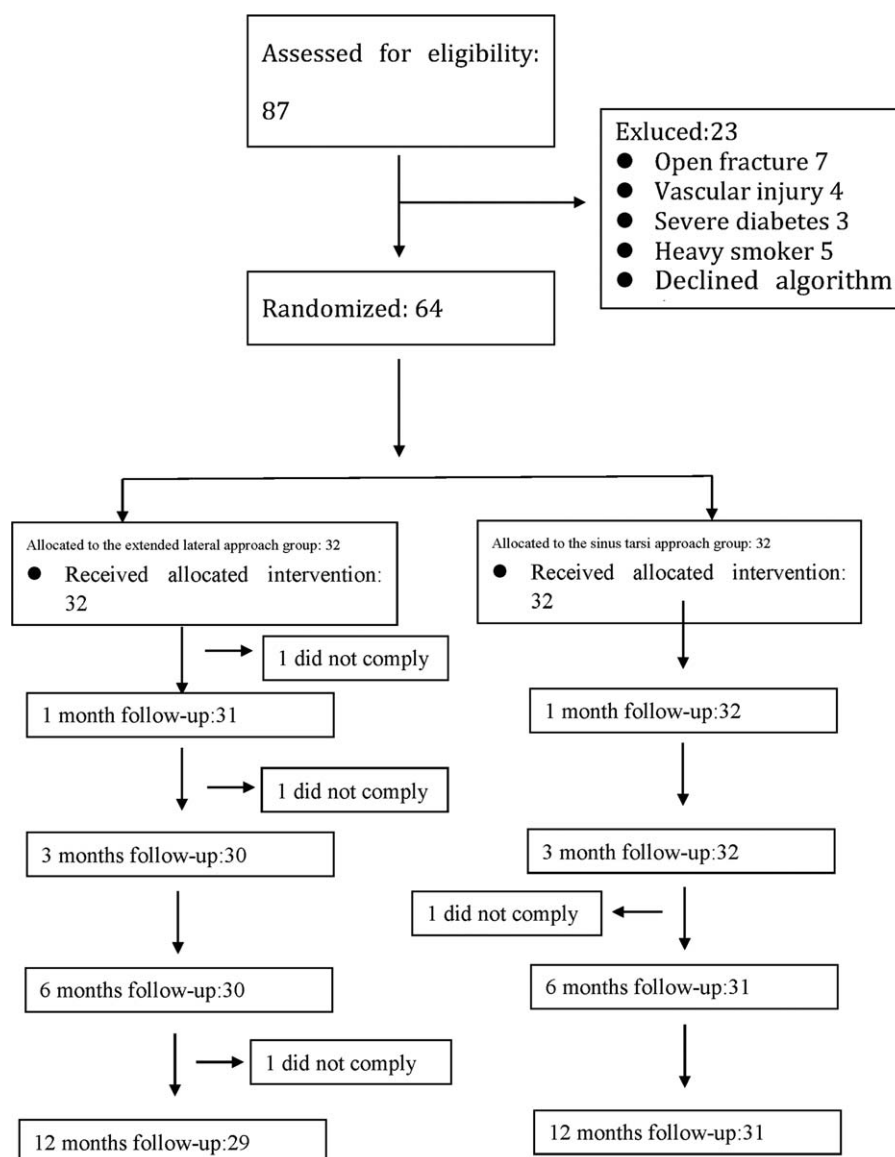 Assessed for eligibility:
87
Exluced:23
● Open fracture 7
● Vascular injury 4
● Severe diabetes 3
● Heavy smoker 5
● Declined algorithm
Randomized: 64
Allocated to the extended lateral approach group: 32
● Received allocated intervention:
32
Allocated to the sinus tarsi approach group: 32
● Received allocated intervention:
32
1 did not comply
1 month follow-up:31
1 month follow-up:32
1 did not comply
3 months follow-up:30
3 month follow-up:32
1 did not comply
6 months follow-up:30
6 months follow-up:31
1 did not comply
12 months follow-up:29
12 months follow-up:31